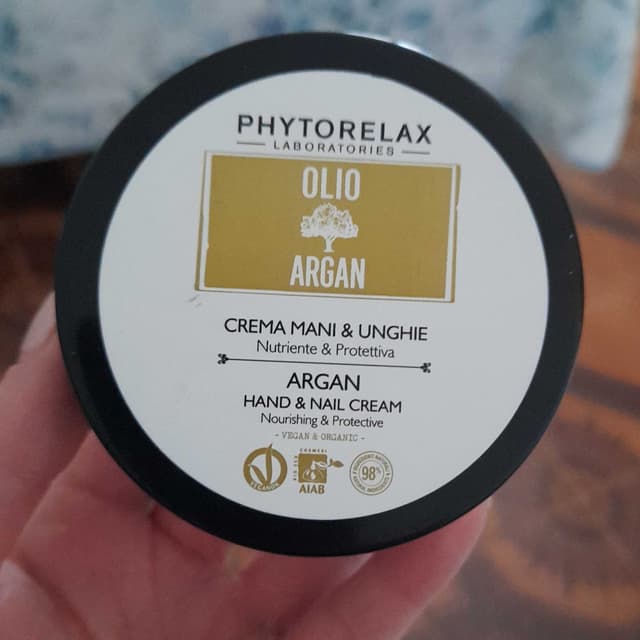 PHYTORELAX
LABORATORIES
OLIO
ARGAN
CREMA MANI & UNGHIE
Nutriente & Protettiva
ARGAN
HAND & NAIL CREAM
Nourishing & Protective
- VEGAN & ORGANIC -
VEGANOK
AIAB
98%